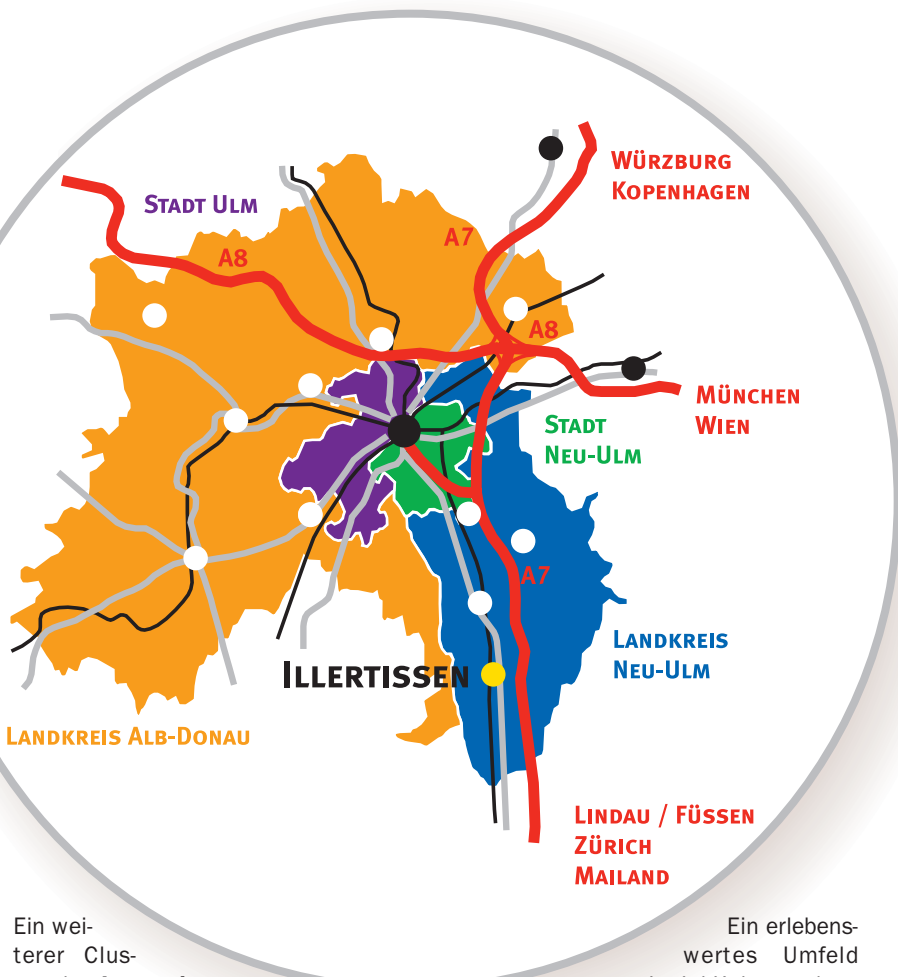 WÜRZBURG
KOPENHAGEN
STADT ULM
A7
A8
A8
MÜNCHEN
WIEN
STADT
NEU-ULM
A7
LANDKREIS
NEU-ULM
ILLERTISSEN
LANDKREIS ALB-DONAU
LINDAU / FÜSSEN
ZÜRICH
MAILAND
Ein wei-
terer Clus-
Ein erlebens-
wertes Umfeld